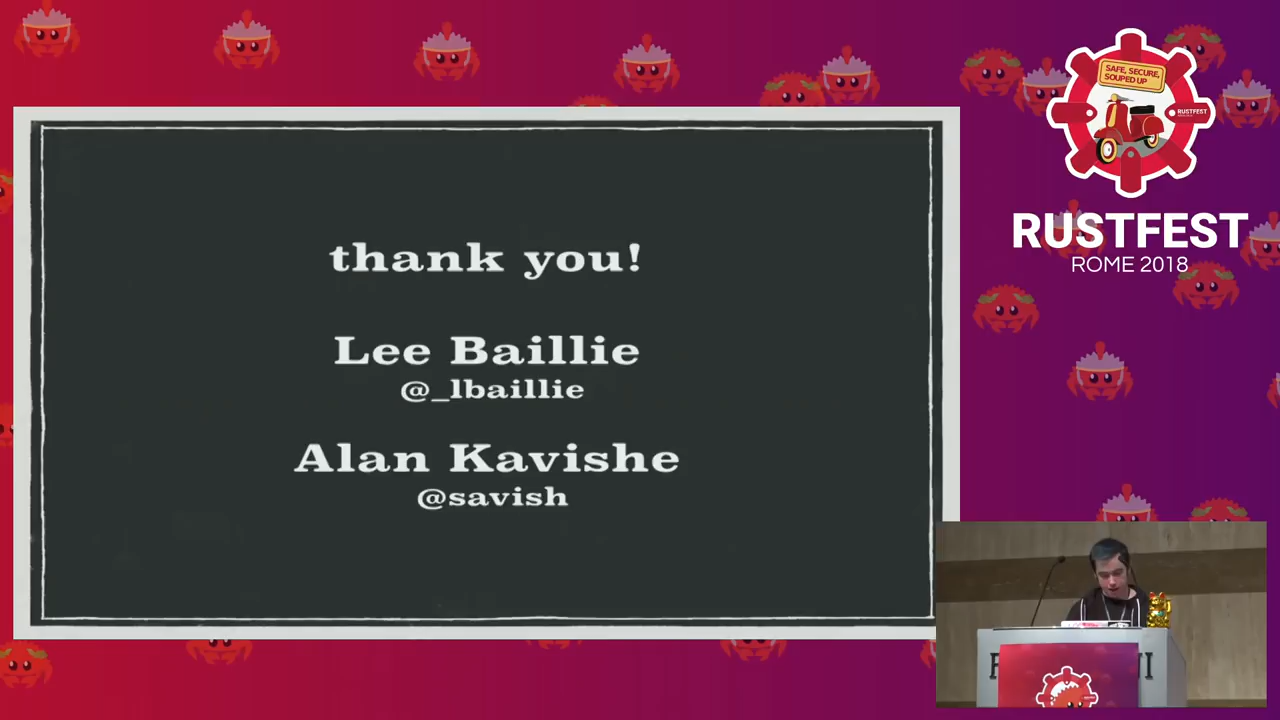 thank you!
Lee Baillie
@_lbaillie
Alan Kavishe
@savish
SAFE, SECURE,
SOUPED UP
RUSTFEST
RUSTFEST
ROME 2018